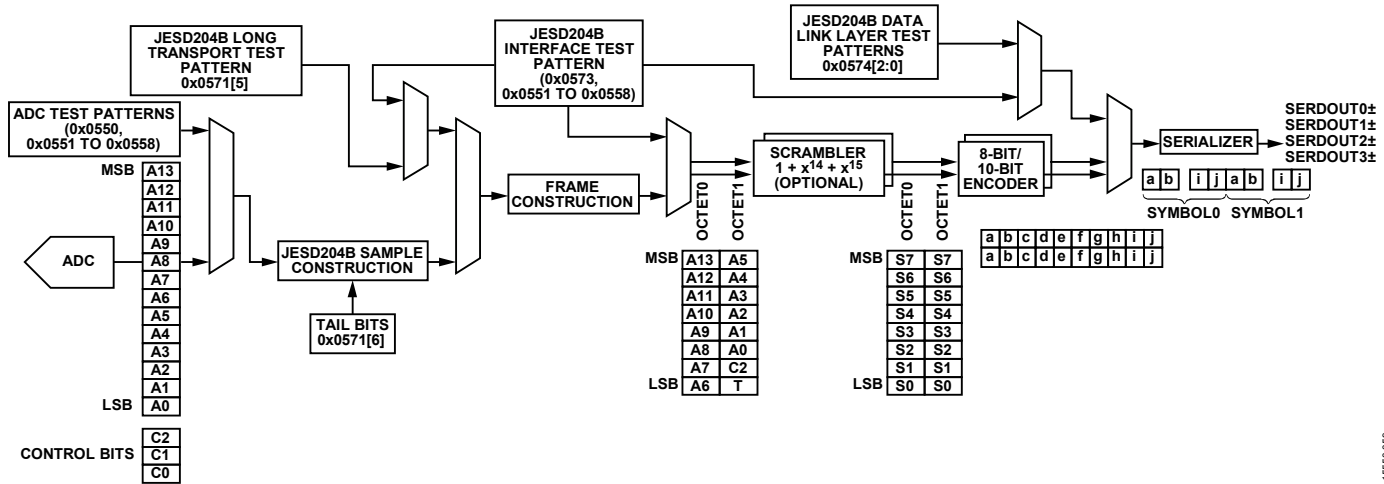 JESD204B LONG
TRANSPORT TEST
PATTERN
0x0571[5]
JESD204B
INTERFACE TEST
PATTERN
(0x0573,
0x0551 TO 0x0558)
JESD204B DATA
LINK LAYER TEST
PATTERNS
0x0574[2:0]
ADC TEST PATTERNS
(0x0550,
0x0551 TO 0x0558)
MSB A13
A12
A11
A10
A9
A8
A7
A6
A5
A4
A3
A2
A1
LSB A0
CONTROL BITS
C2
C1
C0
ADC
JESD204B SAMPLE
CONSTRUCTION
TAIL BITS
0x0571[6]
FRAME
CONSTRUCTION
OCTET0 OCTET1
MSB A13 A5
A12 A4
A11 A3
A10 A2
A9 A1
A8 A0
A7 C2
LSB A6 T
SCRAMBLER
1 + x14 + x15
(OPTIONAL)
OCTET0 OCTET1
MSB S7 S7
S6 S6
S5 S5
S4 S4
S3 S3
S2 S2
S1 S1
LSB S0 S0
8-BIT/
10-BIT
ENCODER
a b c d e f g h i j
a b c d e f g h i j
SERIALIZER
SERDOUT0±
SERDOUT1±
SERDOUT2±
SERDOUT3±
a b i j a b i j
SYMBOL0 SYMBOL1